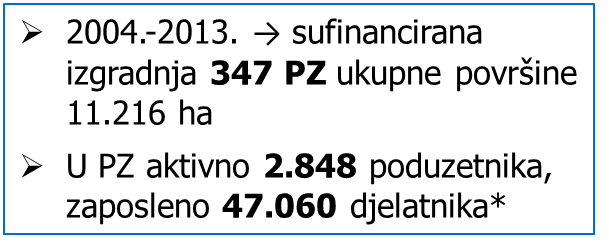 ➢ 2004.-2013. → sufinancirana
izgradnja 347 PZ ukupne površine
11.216 ha
➢ U PZ aktivno 2.848 poduzetnika,
zaposleno 47.060 djelatnika*